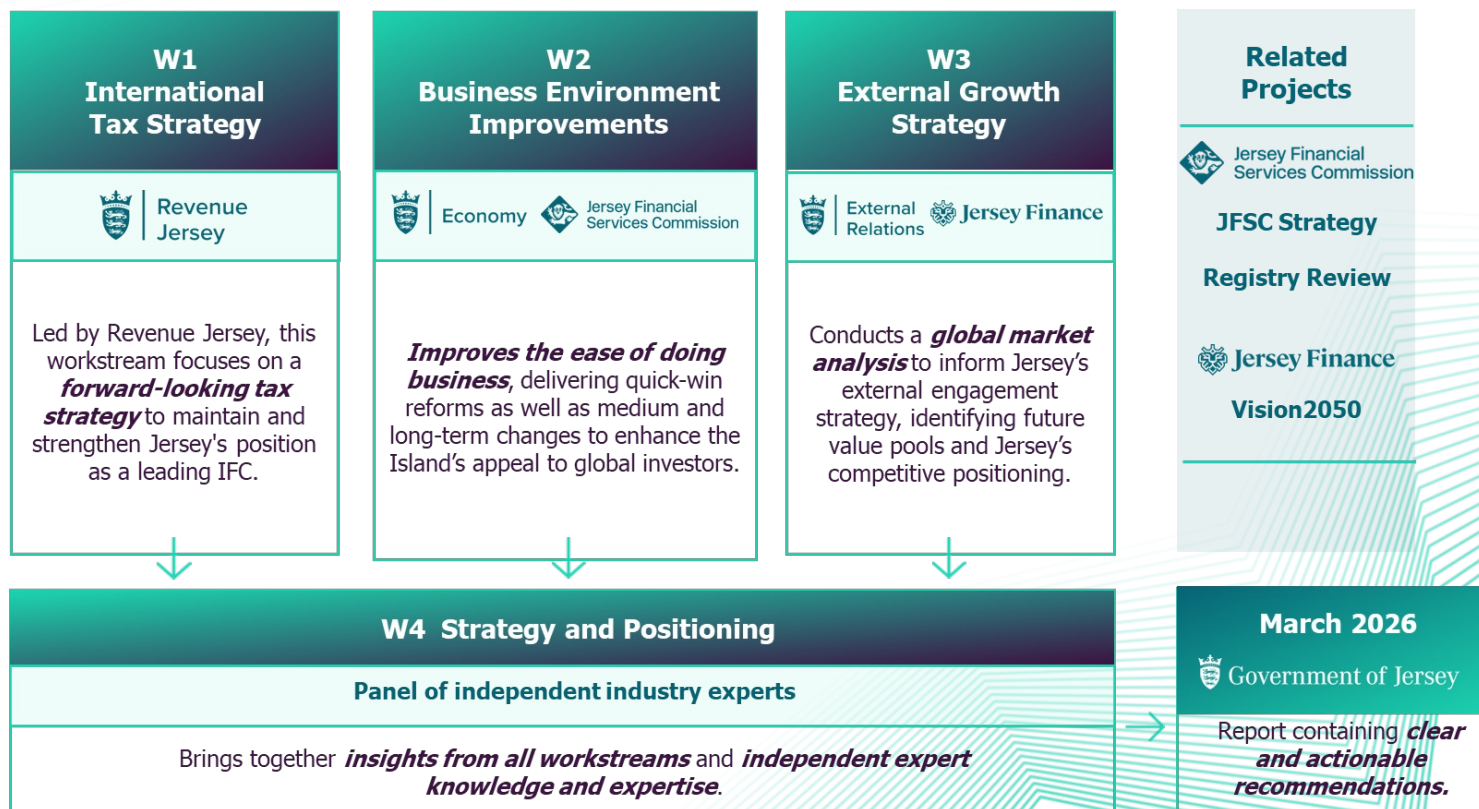 W1
International
Tax Strategy
Revenue
Jersey
Led by Revenue Jersey, this
workstream focuses on a
forward-looking tax
strategy to maintain and
strengthen Jersey's position
as a leading IFC.
W2
Business Environment
Improvements
Economy
Jersey Financial
Services Commission
Improves the ease of doing
business, delivering quick-win
reforms as well as medium and
long-term changes to enhance the
Island’s appeal to global investors.
W3
External Growth
Strategy
External
Relations
Jersey Finance
Conducts a global market
analysis to inform Jersey’s
external engagement
strategy, identifying future
value pools and Jersey’s
competitive positioning.
Related
Projects
Jersey Financial
Services Commission
JFSC Strategy
Registry Review
Jersey Finance
Vision2050
W4 Strategy and Positioning
Panel of independent industry experts
Brings together insights from all workstreams and independent expert
knowledge and expertise.
March 2026
Government of Jersey
Report containing clear
and actionable
recommendations.